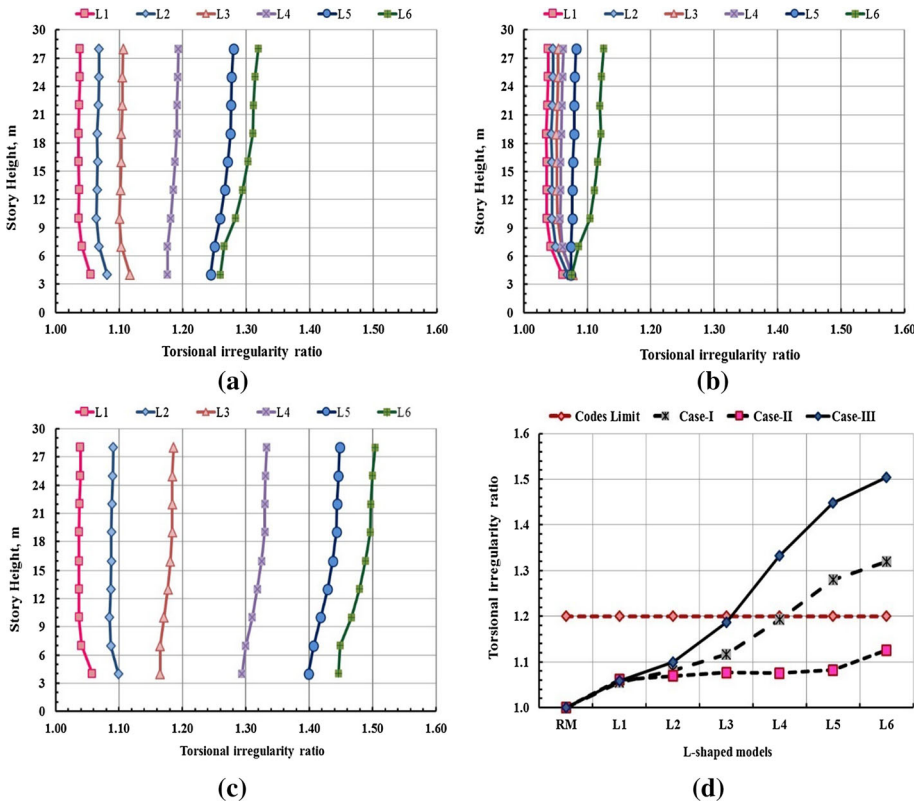 L1 L2 L3 L4 L5 L6
30
27
24
21
18
15
12
9
6
3
0
Story Height, m
1.00 1.10 1.20 1.30 1.40 1.50 1.60
Torsional irregularity ratio
(a)
L1 L2 L3 L4 L5 L6
30
27
24
21
18
15
12
9
6
3
0
Story Height, m
1.00 1.10 1.20 1.30 1.40 1.50 1.60
Torsional irregularity ratio
(b)
L1 L2 L3 L4 L5 L6
30
27
24
21
18
15
12
9
6
3
0
Story Height, m
1.00 1.10 1.20 1.30 1.40 1.50 1.60
Torsional irregularity ratio
(c)
Codes Limit Case-I Case-II Case-III
1.6
1.5
1.4
1.3
1.2
1.1
1.0
Torsional irregularity ratio
RM L1 L2 L3 L4 L5 L6
L-shaped models
(d)